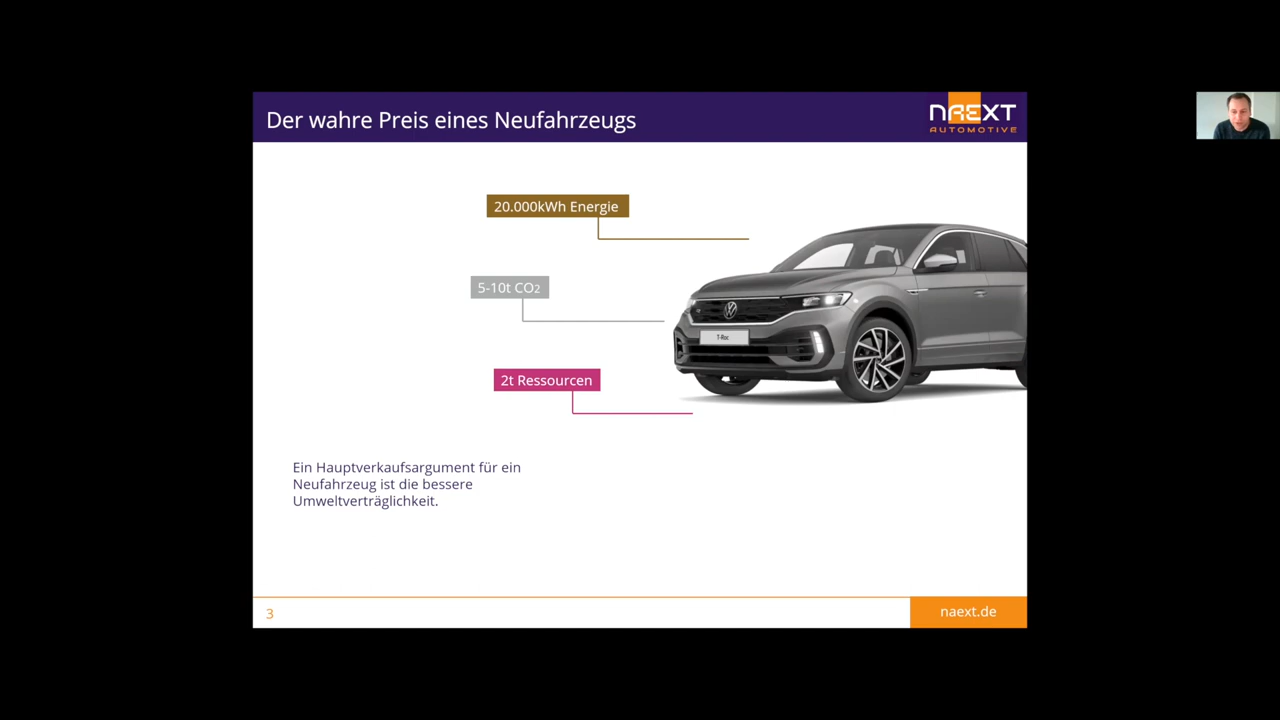 Der wahre Preis eines Neufahrzeugs
NAEXT
AUTOMOTIVE
20.000kWh Energie
5-10t CO2
T-Roc
2t Ressourcen
Ein Hauptverkaufsargument für ein
Neufahrzeug ist die bessere
Umweltverträglichkeit.
3
naext.de